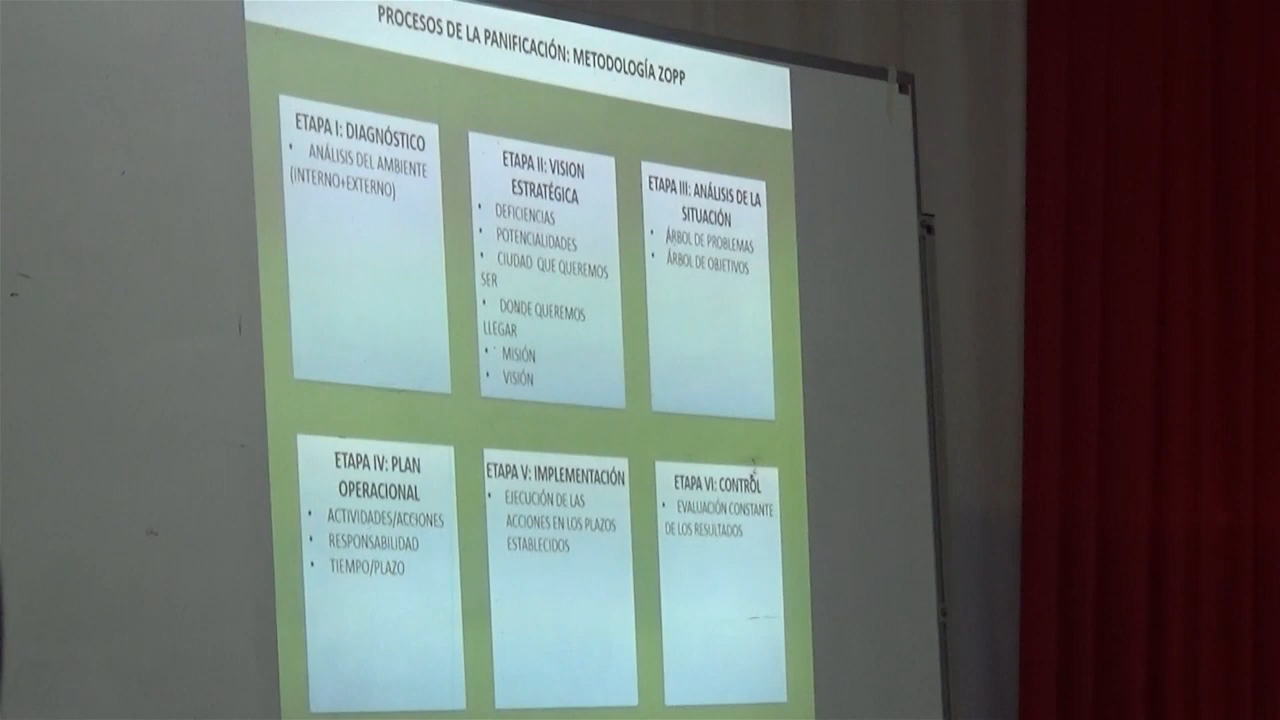 PROCESOS DE LA PANIFICACIÓN: METODOLOGÍA ZOPP
ETAPA I: DIAGNÓSTICO
• ANÁLISIS DEL AMBIENTE
(INTERNO+EXTERNO)
ETAPA II: VISION
ESTRATÉGICA
• DEFICIENCIAS
• POTENCIALIDADES
• CIUDAD QUE QUEREMOS
SER
• DONDE QUEREMOS
LLEGAR
• MISIÓN
• VISIÓN
ETAPA III: ANÁLISIS DE LA
SITUACIÓN
• ÁRBOL DE PROBLEMAS
• ÁRBOL DE OBJETIVOS
ETAPA IV: PLAN
OPERACIONAL
• ACTIVIDADES/ACCIONES
• RESPONSABILIDAD
• TIEMPO/PLAZO
ETAPA V: IMPLEMENTACIÓN
• EJECUCIÓN DE LAS
ACCIONES EN LOS PLAZOS
ESTABLECIDOS
ETAPA VI: CONTROL
• EVALUACIÓN CONSTANTE
DE LOS RESULTADOS